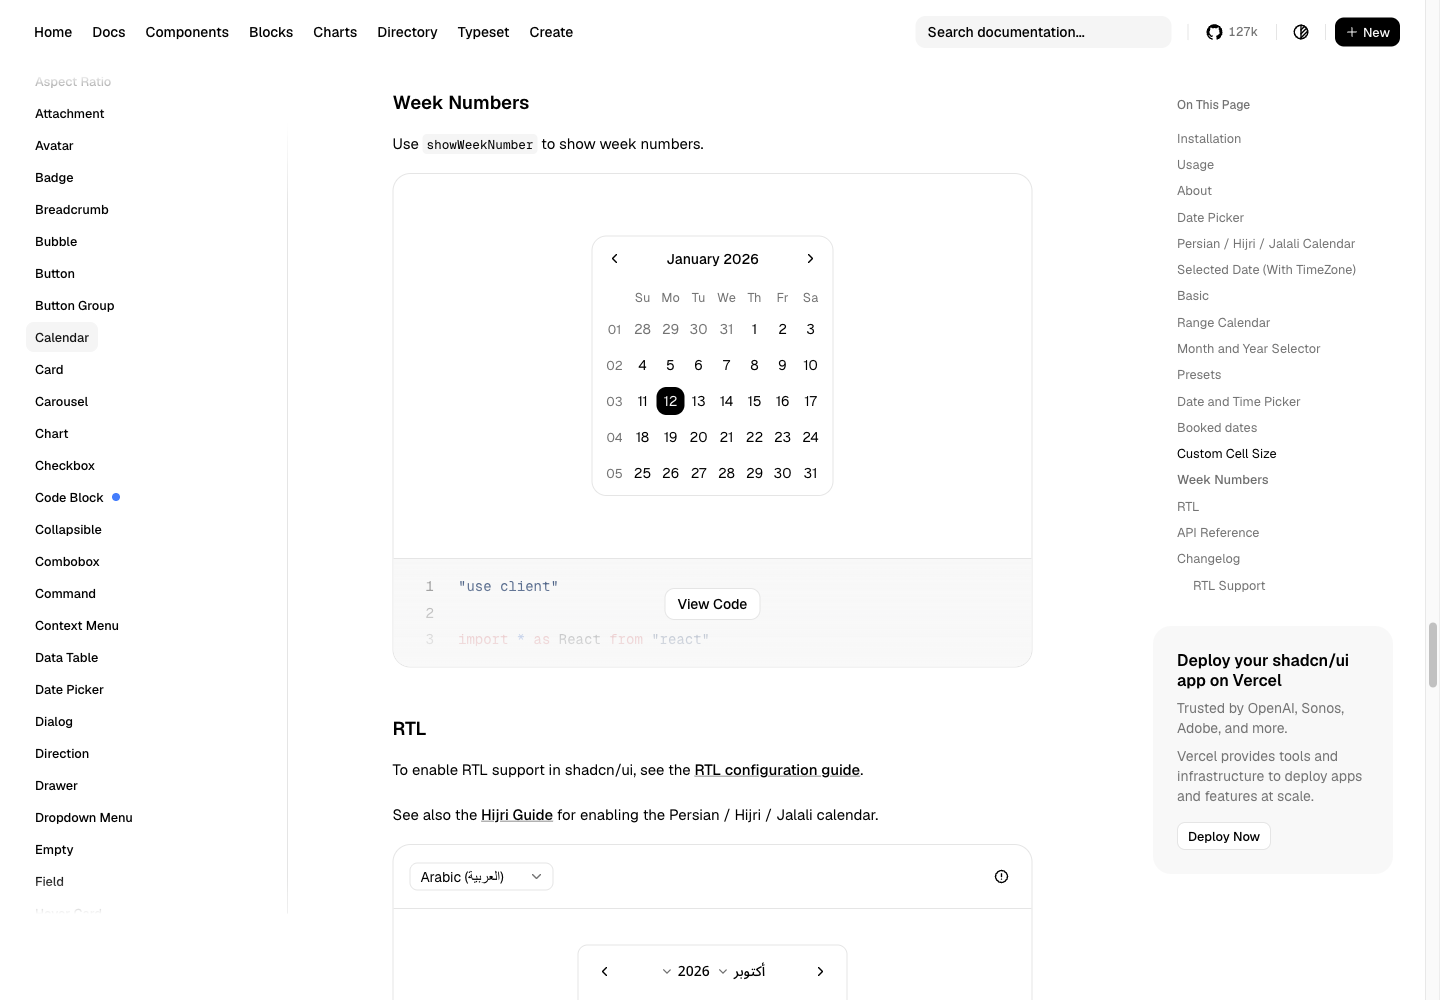 Home Docs Components Blocks Charts Directory Typeset Create
Search documentation...
127k
New
Aspect Ratio
Attachment
Avatar
Badge
Breadcrumb
Bubble
Button
Button Group
Calendar
Card
Carousel
Chart
Checkbox
Code Block
Collapsible
Combobox
Command
Context Menu
Data Table
Date Picker
Dialog
Direction
Drawer
Dropdown Menu
Empty
Field
Week Numbers
Use showWeekNumber to show week numbers.
January 2026
Su Mo Tu We Th Fr Sa
01 28 29 30 31 1 2 3
02 4 5 6 7 8 9 10
03 11 12 13 14 15 16 17
04 18 19 20 21 22 23 24
05 25 26 27 28 29 30 31
1 "use client"
2
3 import * as React from "react"
View Code
RTL
To enable RTL support in shadcn/ui, see the RTL configuration guide.
See also the Hijri Guide for enabling the Persian / Hijri / Jalali calendar.
Arabic (العربية)
أكتوبر 2026
On This Page
Installation
Usage
About
Date Picker
Persian / Hijri / Jalali Calendar
Selected Date (With TimeZone)
Basic
Range Calendar
Month and Year Selector
Presets
Date and Time Picker
Booked dates
Custom Cell Size
Week Numbers
RTL
API Reference
Changelog
RTL Support
Deploy your shadcn/ui
app on Vercel
Trusted by OpenAI, Sonos,
Adobe, and more.
Vercel provides tools and
infrastructure to deploy apps
and features at scale.
Deploy Now